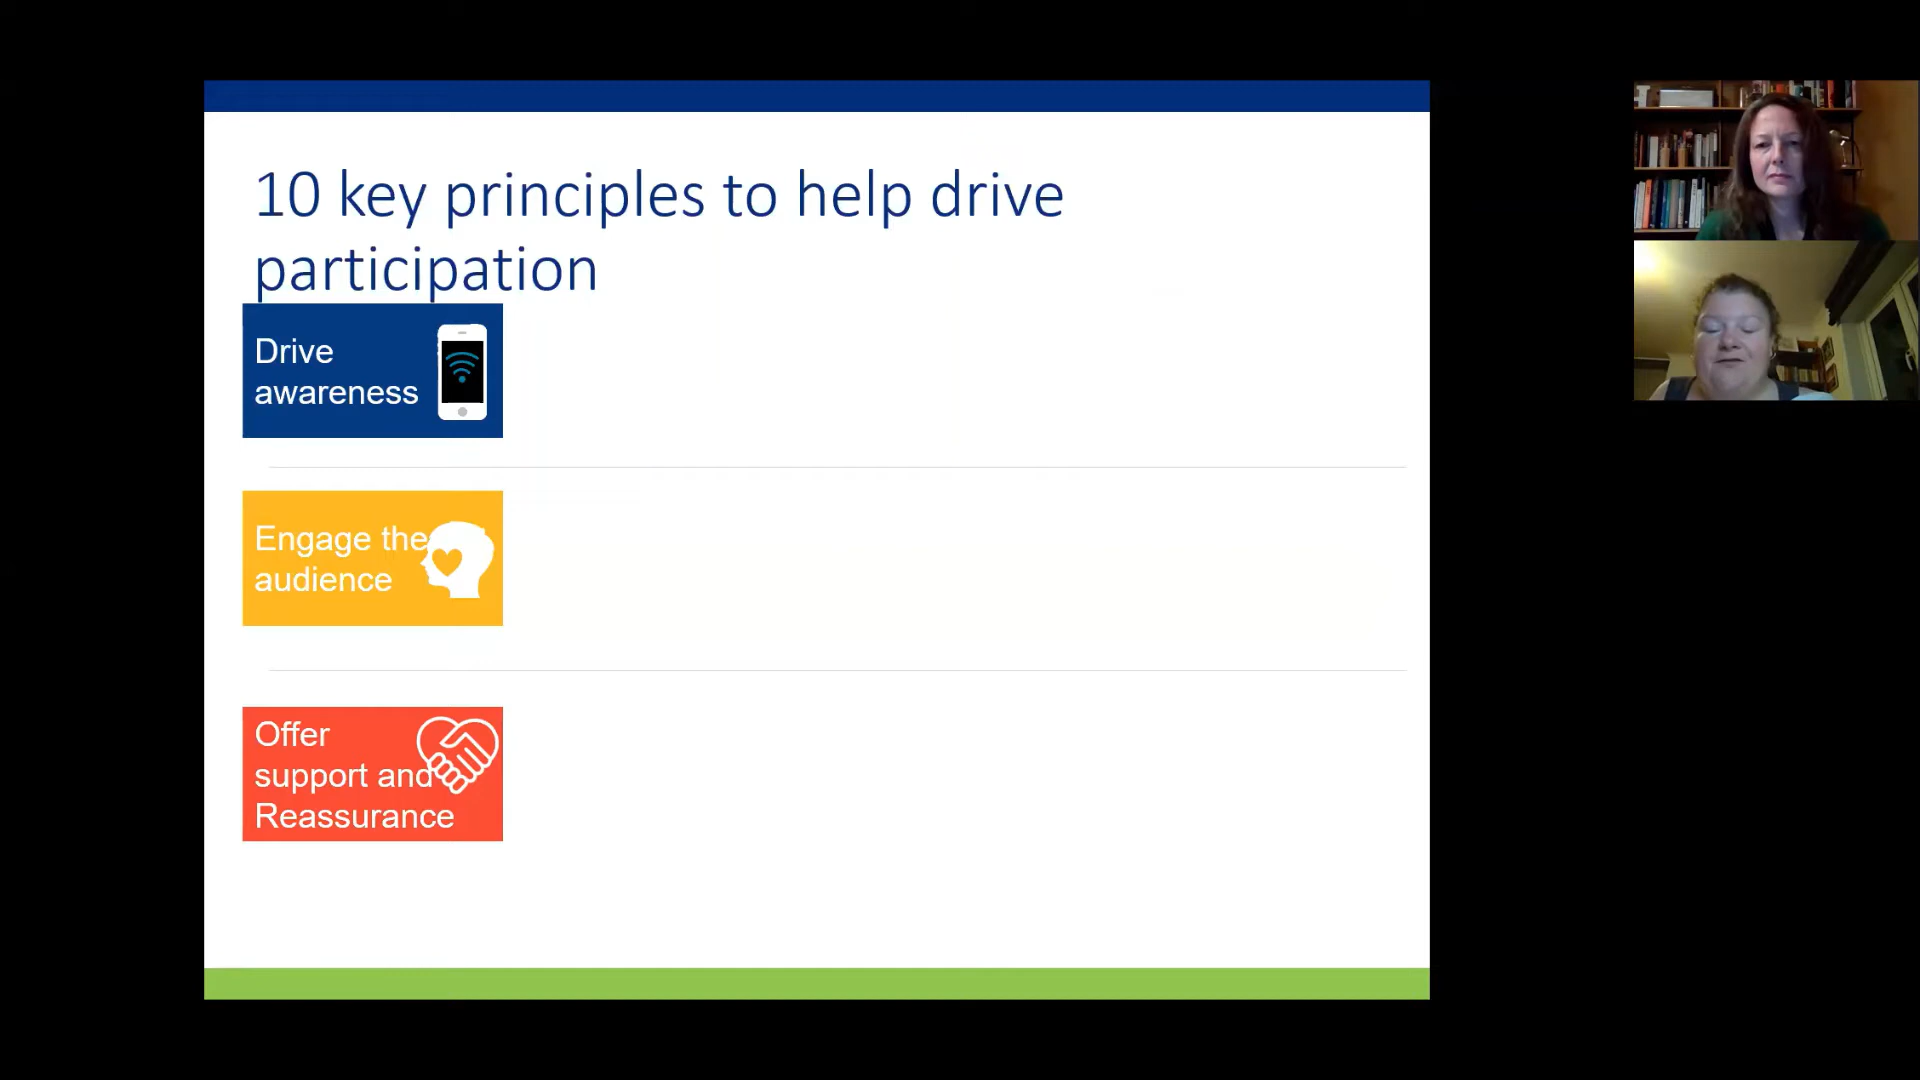 10 key principles to help drive
participation
Drive
awareness
Engage the
audience
Offer
support and
Reassurance